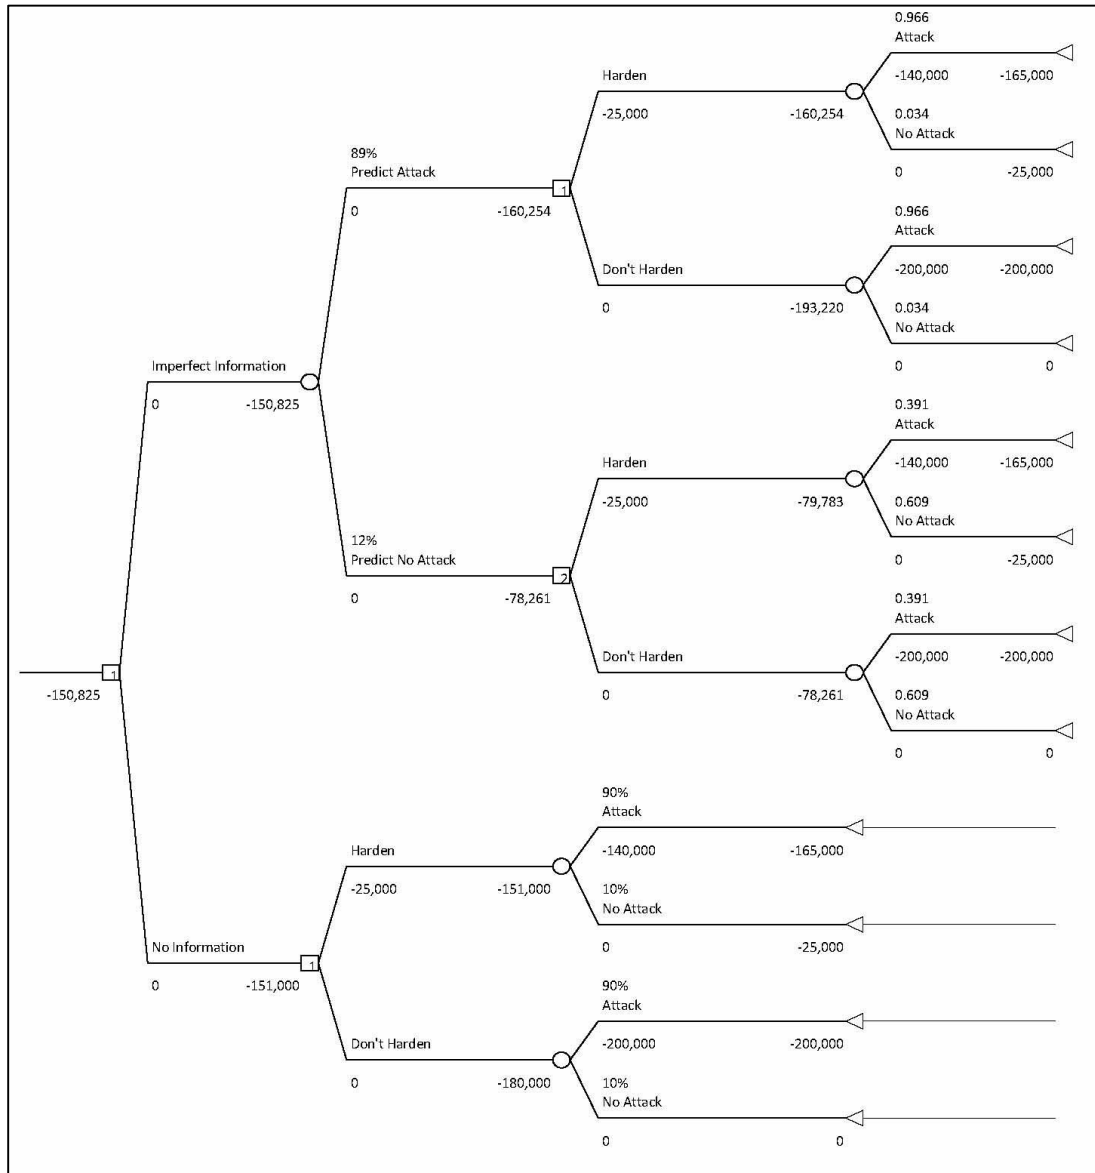 0.966
Attack
-140,000 -165,000
Harden
-25,000 -160,254
0.034
No Attack
0 -25,000
89%
Predict Attack
0 -160,254
1
0.966
Attack
-200,000 -200,000
Don't Harden
0 -193,220
0.034
No Attack
0 0
Imperfect Information
0 -150,825
0.391
Attack
-140,000 -165,000
Harden
-25,000 -79,783
0.609
No Attack
0 -25,000
12%
Predict No Attack
0 -78,261
2
0.391
Attack
-200,000 -200,000
Don't Harden
0 -78,261
0.609
No Attack
0 0
1
-150,825
90%
Attack
-140,000 -165,000
Harden
-25,000 -151,000
10%
No Attack
0 -25,000
No Information
0 -151,000
1
90%
Attack
-200,000 -200,000
Don't Harden
0 -180,000
10%
No Attack
0 0